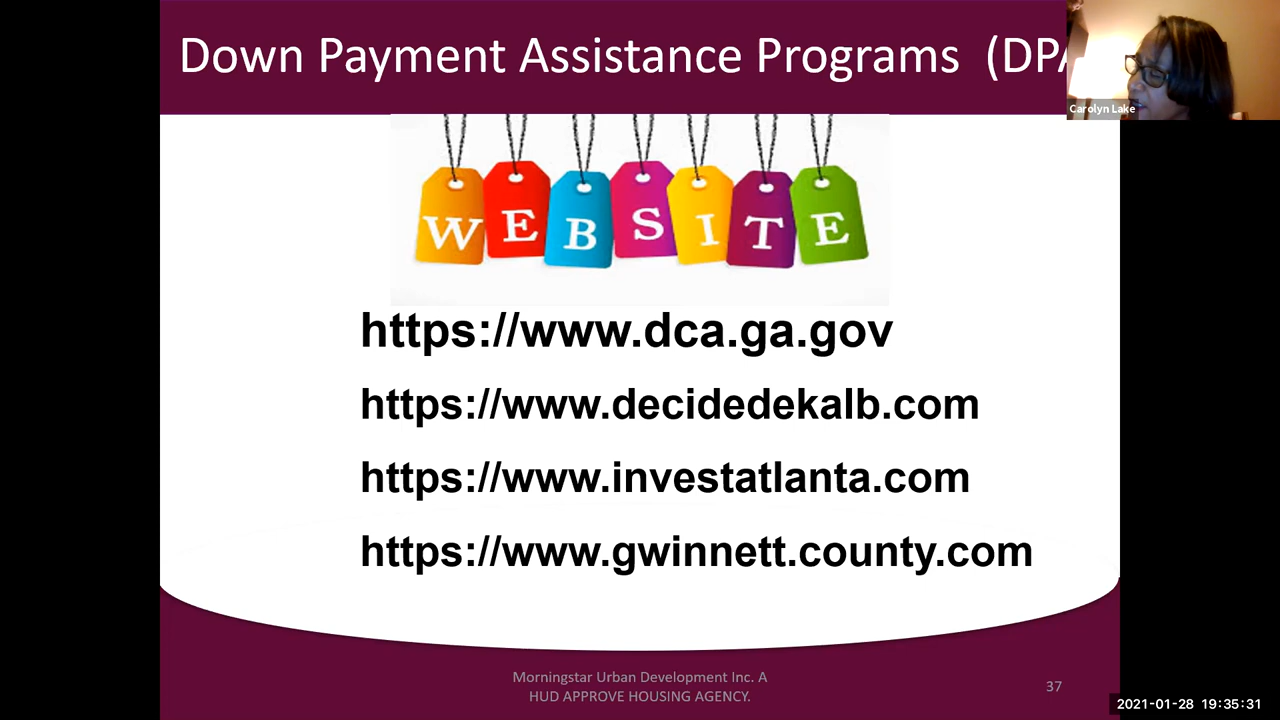 Down Payment Assistance Programs (DPA
Carolyn Lake
WEBSITE
https://www.dca.ga.gov
https://www.decidedekalb.com
https://www.investatlanta.com
https://www.gwinnett.county.com
Morningstar Urban Development Inc. A
HUD APPROVE HOUSING AGENCY.
37
2021-01-28 19:35:31